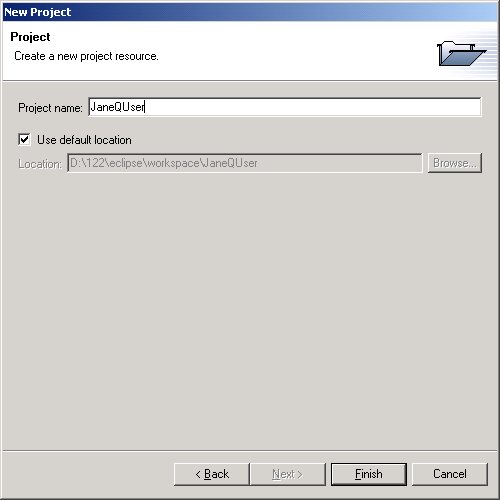 New Project
Project
Create a new project resource.
Project name: JaneQUser
Use default location
Location: D:\122\eclipse\workspace\JaneQUser Browse...
< Back Next > Finish Cancel